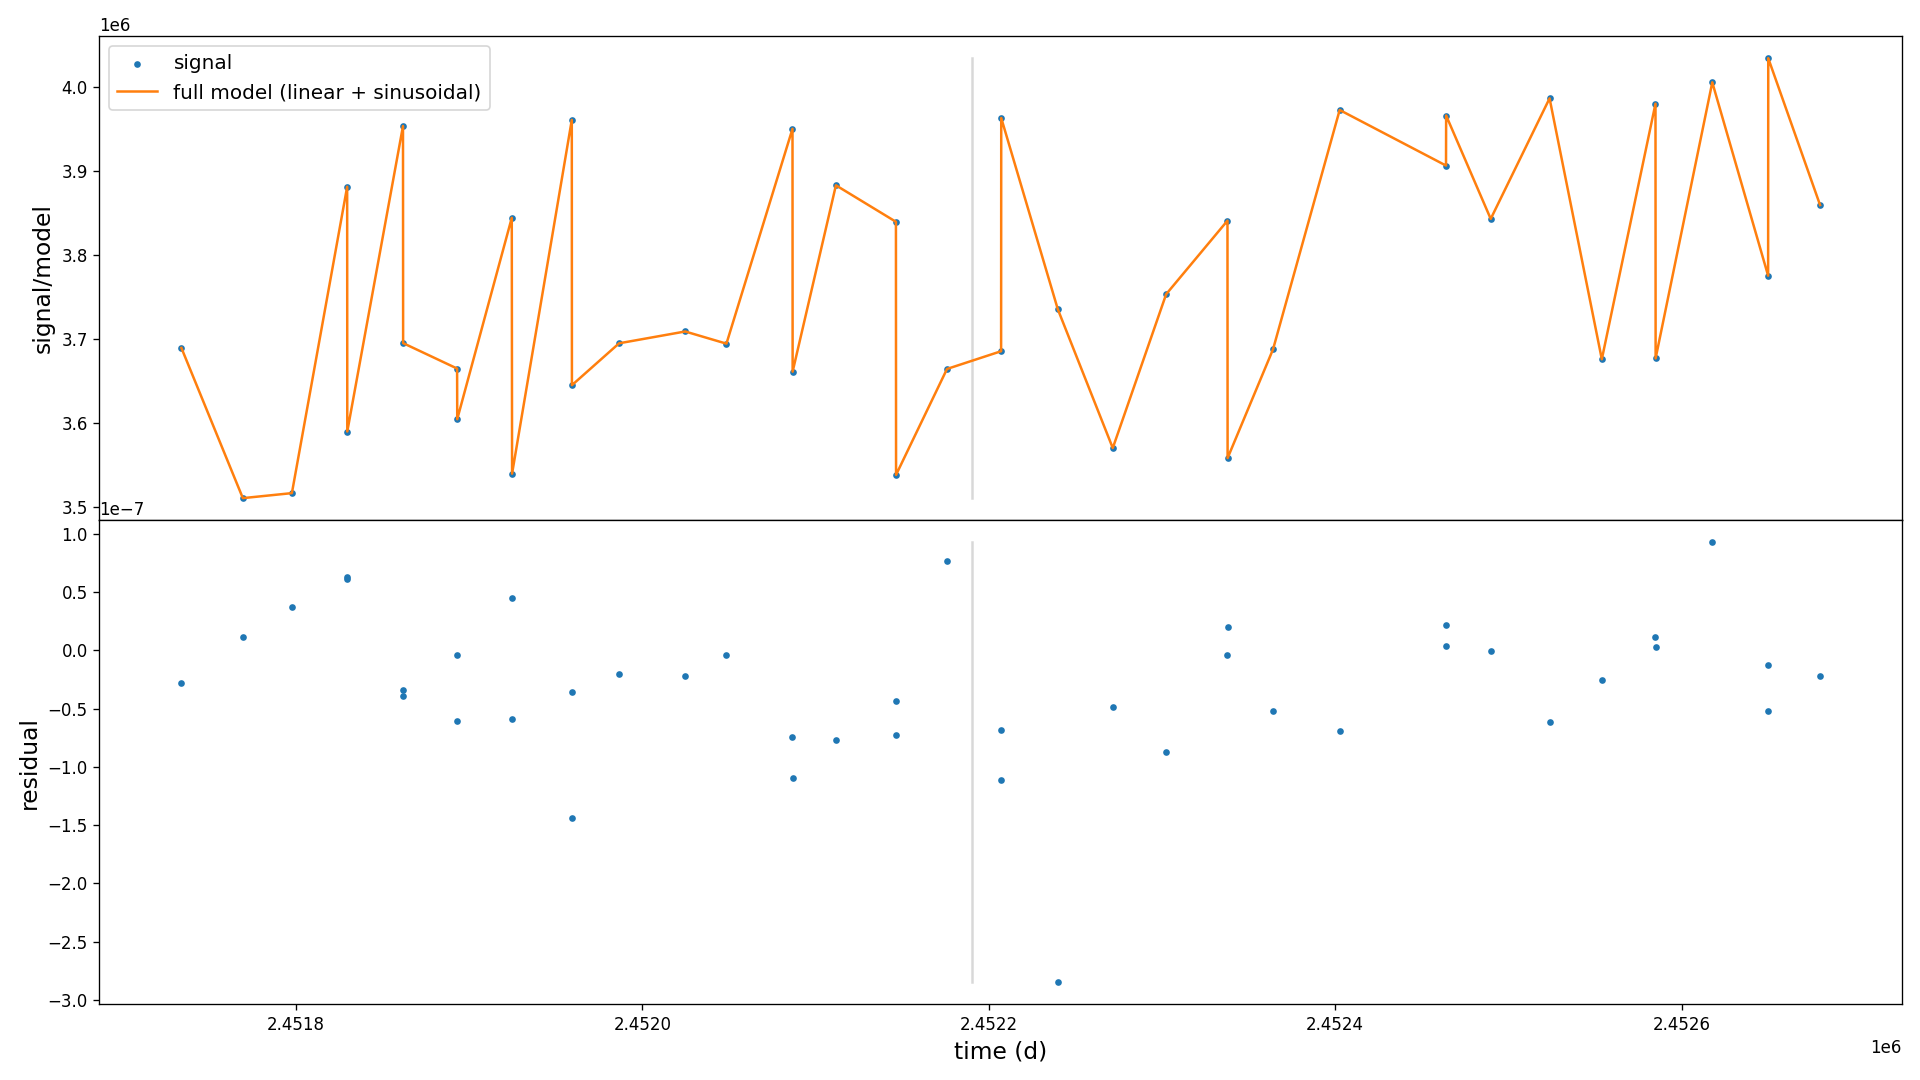 1e6
signal
full model (linear + sinusoidal)
4.0
3.9
3.8
3.7
3.6
3.5
signal/model
1e−7
1.0
0.5
0.0
−0.5
−1.0
−1.5
−2.0
−2.5
−3.0
residual
2.4518 2.4520 2.4522 2.4524 2.4526
1e6
time (d)